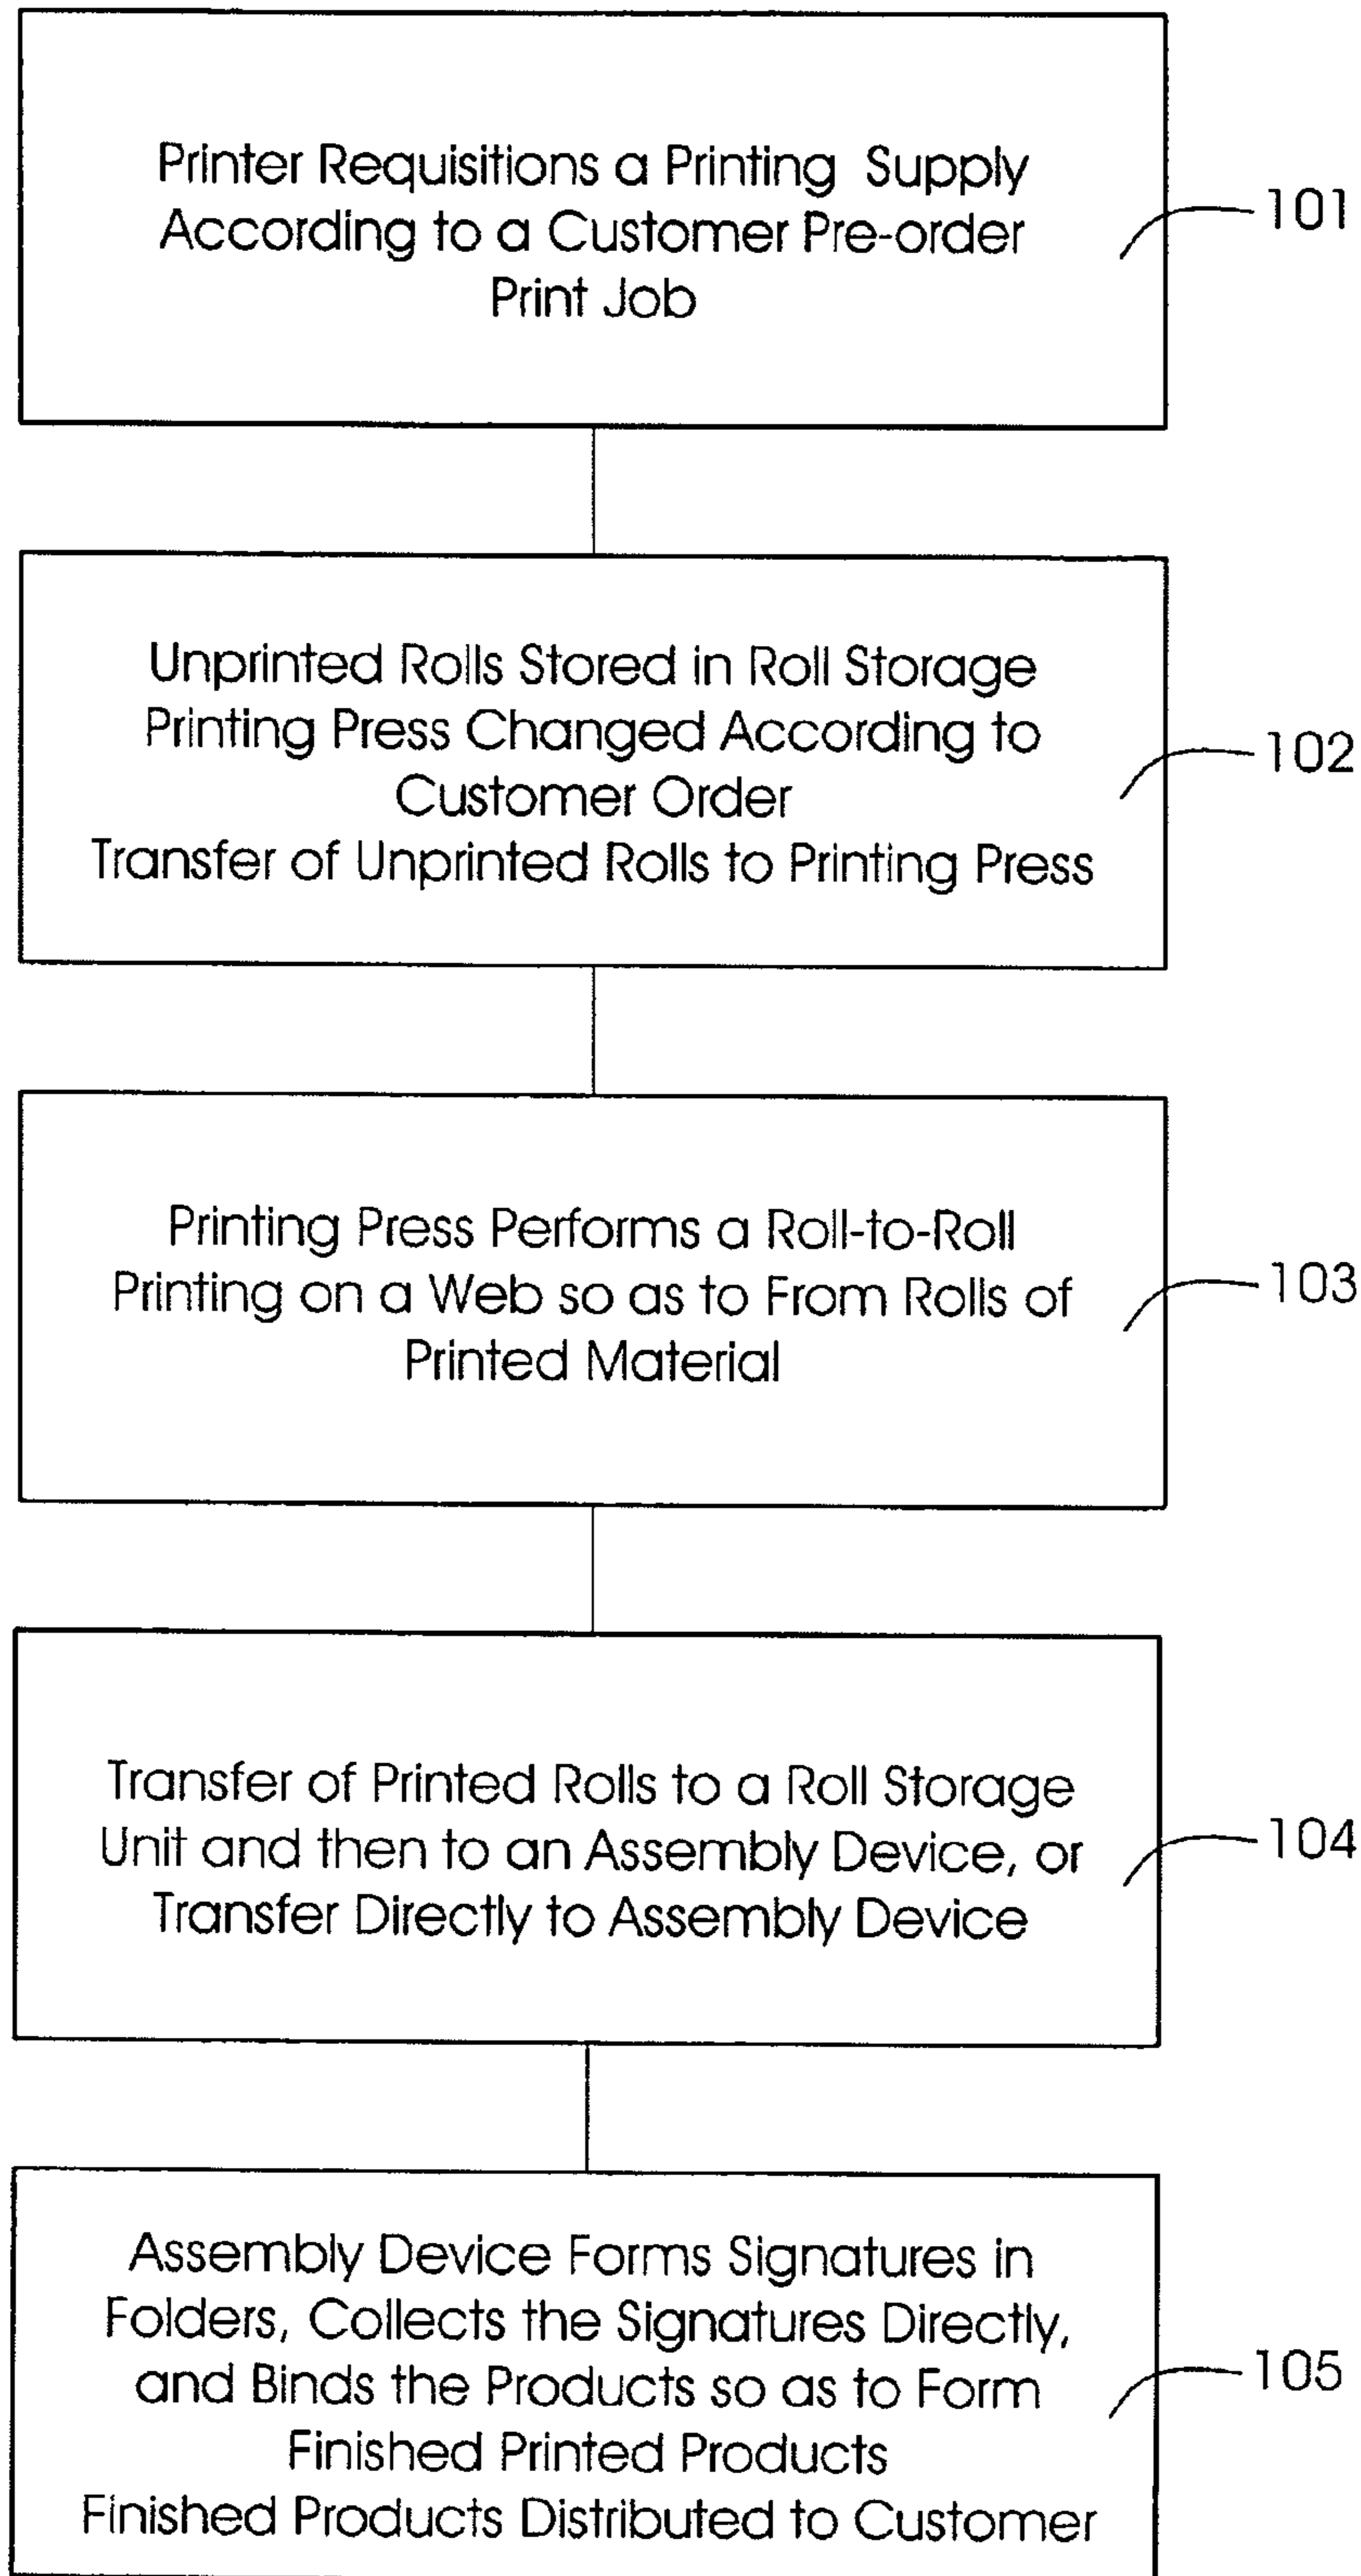 Printer Requisitions a Printing Supply
According to a Customer Pre-order
Print Job
101
Unprinted Rolls Stored in Roll Storage
Printing Press Changed According to
Customer Order
Transfer of Unprinted Rolls to Printing Press
102
Printing Press Performs a Roll-to-Roll
Printing on a Web so as to From Rolls of
Printed Material
103
Transfer of Printed Rolls to a Roll Storage
Unit and then to an Assembly Device, or
Transfer Directly to Assembly Device
104
Assembly Device Forms Signatures in
Folders, Collects the Signatures Directly,
and Binds the Products so as to Form
Finished Printed Products
Finished Products Distributed to Customer
105